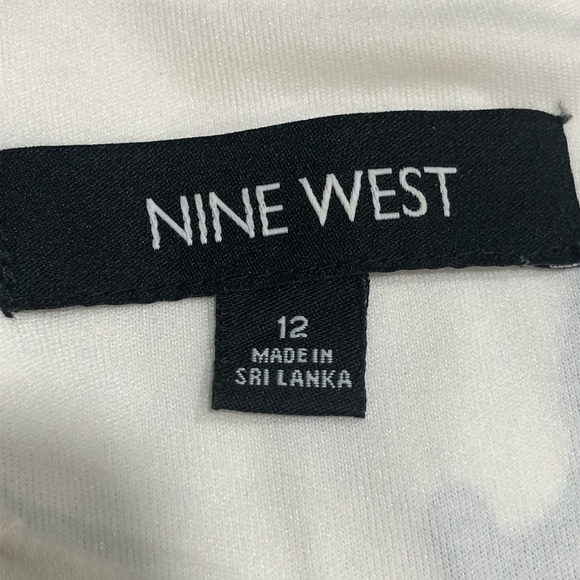 NINE WEST
12
MADE IN
SRI LANKA